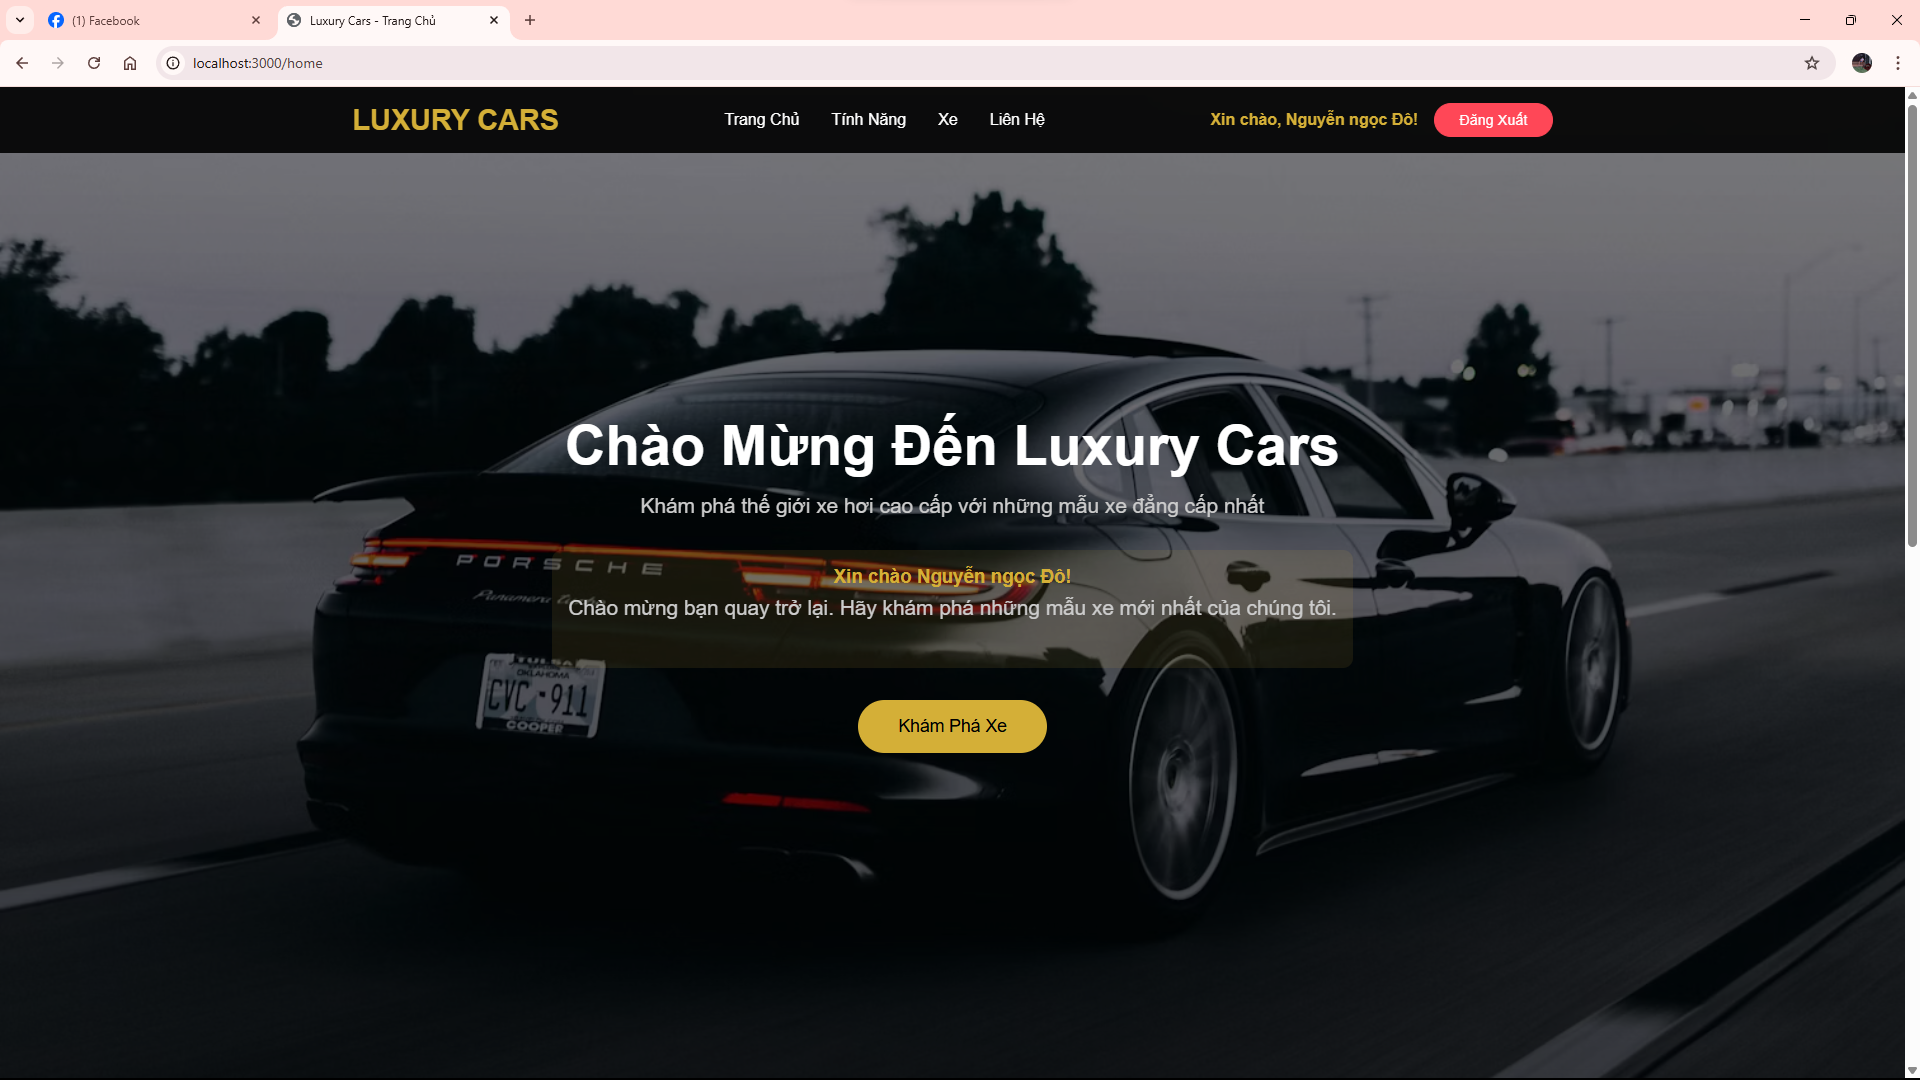 (1) Facebook
Luxury Cars - Trang Chủ
localhost:3000/home
LUXURY CARS
Trang Chủ
Tính Năng
Xe
Liên Hệ
Xin chào, Nguyễn ngọc Đô!
Đăng Xuất
Chào Mừng Đến Luxury Cars
Khám phá thế giới xe hơi cao cấp với những mẫu xe đẳng cấp nhất
PORSCHE
Panamera
Xin chào Nguyễn ngọc Đô!
Chào mừng bạn quay trở lại. Hãy khám phá những mẫu xe mới nhất của chúng tôi.
TULSA
OKLAHOMA
CVC-911
COOPER
Khám Phá Xe